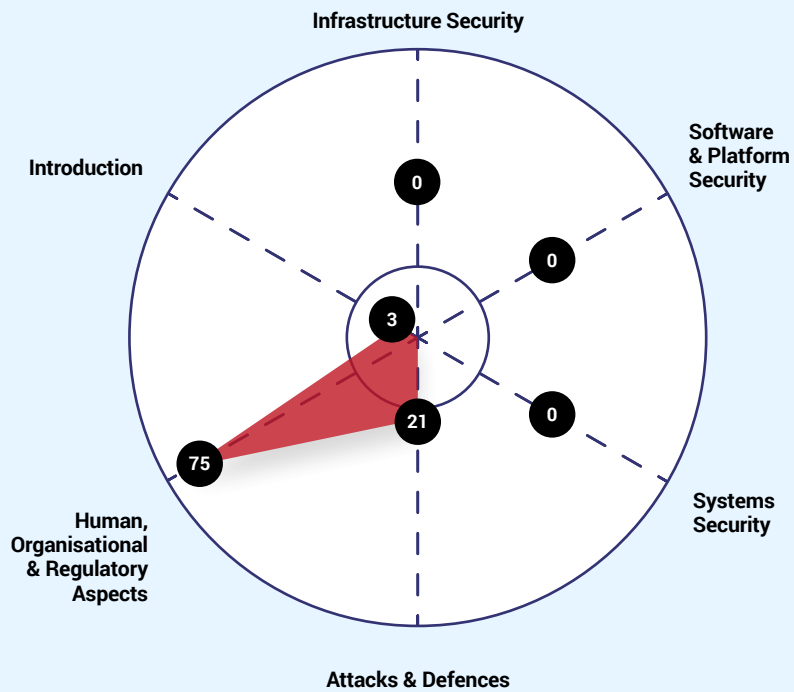 Infrastructure Security
Software
& Platform
Security
Introduction
0
0
3
0
21
75
Systems
Security
Human,
Organisational
& Regulatory
Aspects
Attacks & Defences